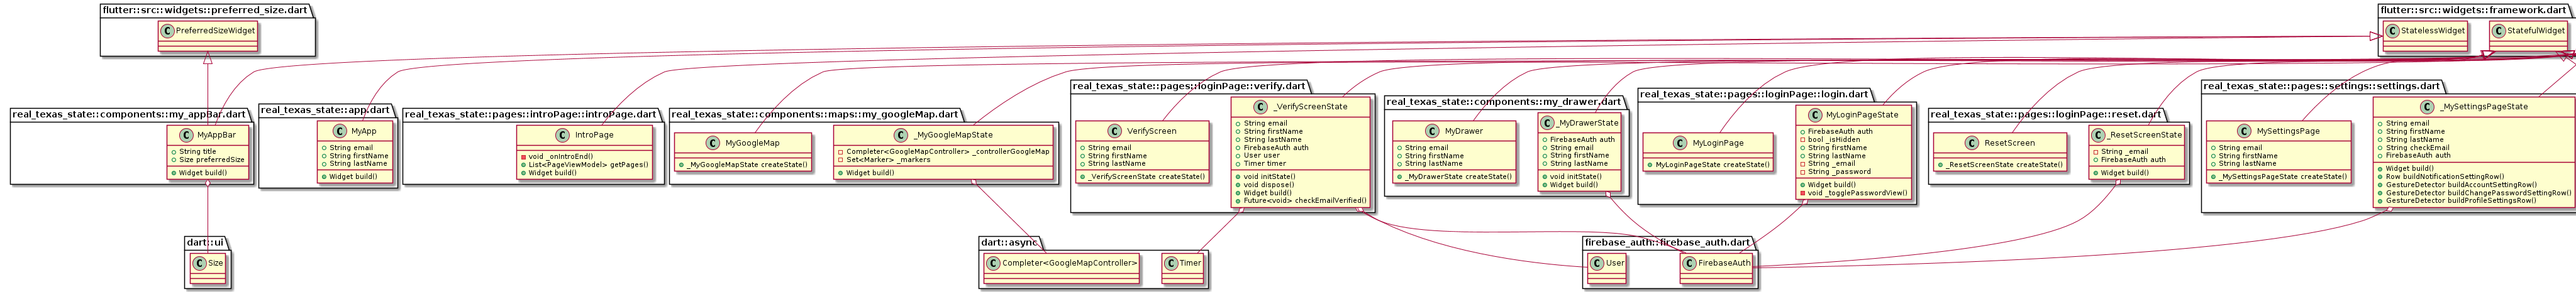 flutter::src::widgets::preferred_size.dart
C PreferredSizeWidget
flutter::src::widgets::framework.dart
C StatelessWidget
C StatefulWidget
real_texas_state::components::my_appBar.dart
C MyAppBar
String title
Size preferredSize
Widget build()
real_texas_state::app.dart
C MyApp
String email
String firstName
String lastName
Widget build()
real_texas_state::pages::introPage::introPage.dart
C IntroPage
void _onIntroEnd()
List<PageViewModel> getPages()
Widget build()
real_texas_state::components::maps::my_googleMap.dart
C MyGoogleMap
_MyGoogleMapState createState()
C _MyGoogleMapState
Completer<GoogleMapController> _controllerGoogleMap
Set<Marker> _markers
Widget build()
real_texas_state::pages::loginPage::verify.dart
C VerifyScreen
String email
String firstName
String lastName
_VerifyScreenState createState()
C _VerifyScreenState
String email
String firstName
String lastName
FirebaseAuth auth
User user
Timer timer
void initState()
void dispose()
Widget build()
Future<void> checkEmailVerified()
real_texas_state::components::my_drawer.dart
C MyDrawer
String email
String firstName
String lastName
_MyDrawerState createState()
C _MyDrawerState
FirebaseAuth auth
String email
String firstName
String lastName
void initState()
Widget build()
real_texas_state::pages::loginPage::login.dart
C MyLoginPage
MyLoginPageState createState()
C MyLoginPageState
FirebaseAuth auth
bool _isHidden
String firstName
String lastName
String _email
String _password
Widget build()
void _togglePasswordView()
real_texas_state::pages::loginPage::reset.dart
C ResetScreen
_ResetScreenState createState()
C _ResetScreenState
String _email
FirebaseAuth auth
Widget build()
real_texas_state::pages::settings::settings.dart
C MySettingsPage
String email
String firstName
String lastName
_MySettingsPageState createState()
C _MySettingsPageState
String email
String firstName
String lastName
String checkEmail
FirebaseAuth auth
Widget build()
Row buildNotificationSettingRow()
GestureDetector buildAccountSettingRow()
GestureDetector buildChangePasswordSettingRow()
GestureDetector buildProfileSettingsRow()
dart::ui
C Size
dart::async
C Completer<GoogleMapController>
C Timer
firebase_auth::firebase_auth.dart
C User
C FirebaseAuth